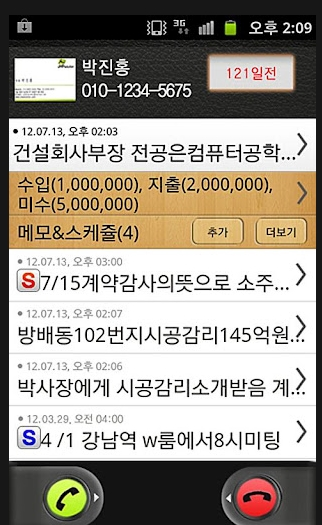 3G 오후 2:09
박진홍
010-1234-5675
121일전
12.07.13, 오후 02:03
건설회사부장 전공은컴퓨터공학...
수입(1,000,000), 지출(2,000,000),
미수(5,000,000)
메모&스케쥴(4) 추가 더보기
12.07.13, 오후 03:00
S 7/15계약감사의뜻으로 소주...
12.07.13, 오후 02:07
방배동102번지시공감리145억원...
12.07.13, 오후 02:06
박사장에게 시공감리소개받음 계...
12.03.29, 오전 04:00
S 4 /1 강남역 w룸에서8시미팅